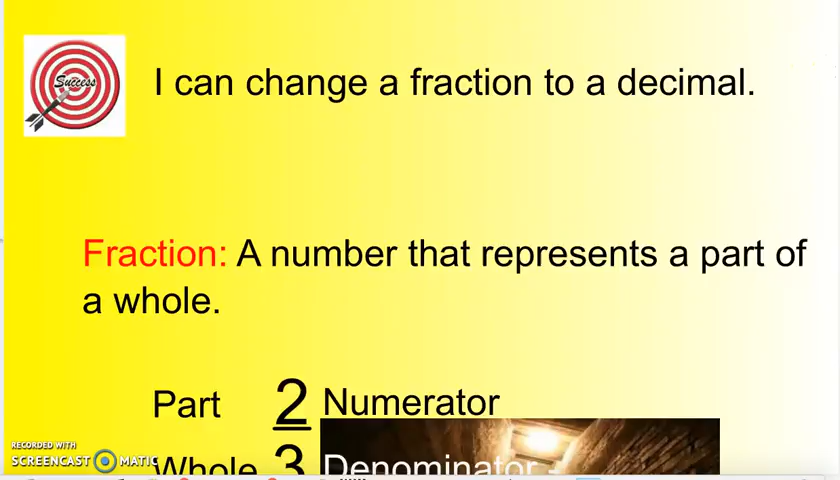 Success
I can change a fraction to a decimal.
Fraction: A number that represents a part of
a whole.
Part 2 Numerator
RECORDED WITH
SCREENCAST MATIC
Whole 3 Denominator -